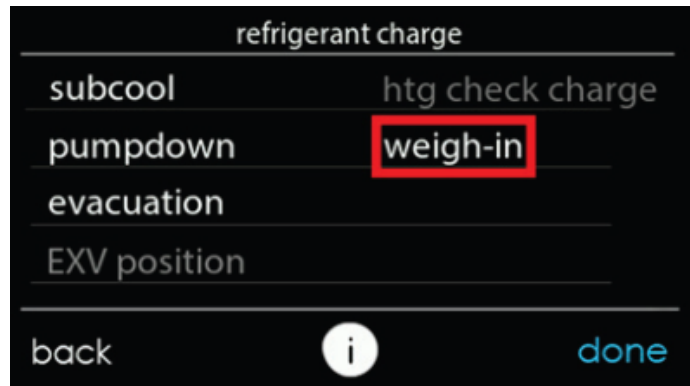 refrigerant charge
subcool
htg check charge
pumpdown
weigh-in
evacuation
EXV position
back
i
done